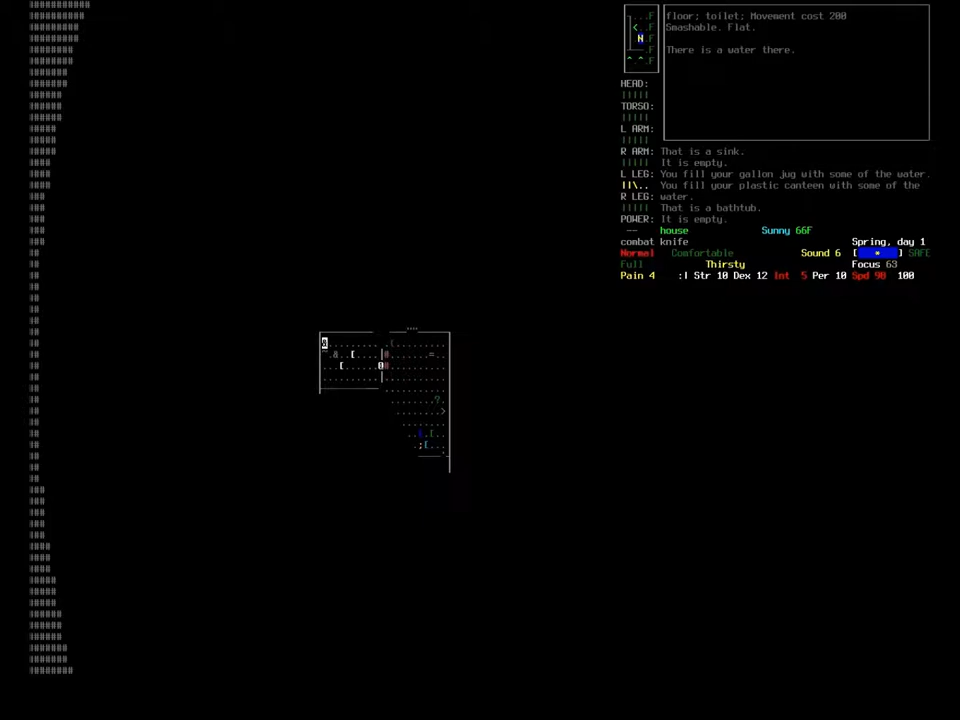 floor; toilet; Movement cost 200
Smashable. Flat.
There is a water there.
HEAD:
TORSO:
L ARM:
R ARM: That is a sink.
It is empty.
L LEG: You fill your gallon jug with some of the water.
You fill your plastic canteen with some of the
R LEG: water.
That is a bathtub.
POWER: It is empty.
-- house Sunny 66F
combat knife Spring, day 1
Normal Comfortable Sound 6 [ * ] SAFE
Full Thirsty Focus 63
Pain 4 :| Str 10 Dex 12 Int 5 Per 10 Spd 98 100